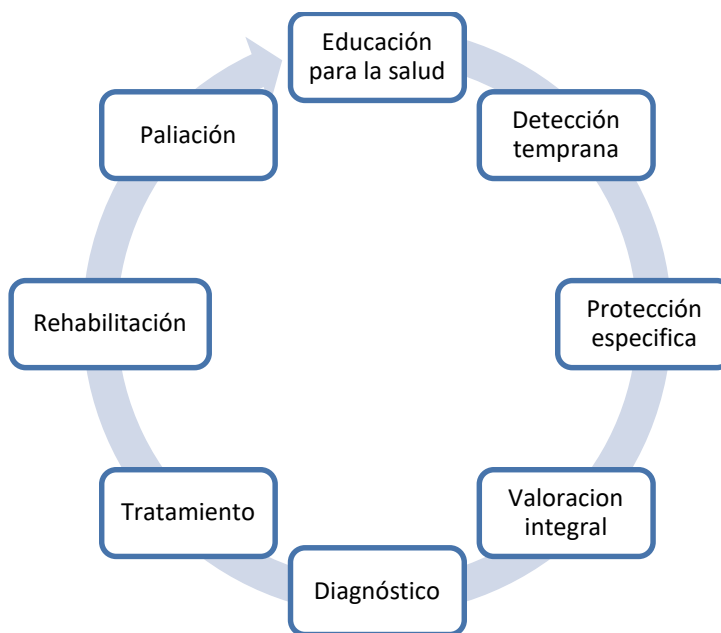 Educación
para la salud
Detección
temprana
Protección
especifica
Valoracion
integral
Diagnóstico
Tratamiento
Rehabilitación
Paliación